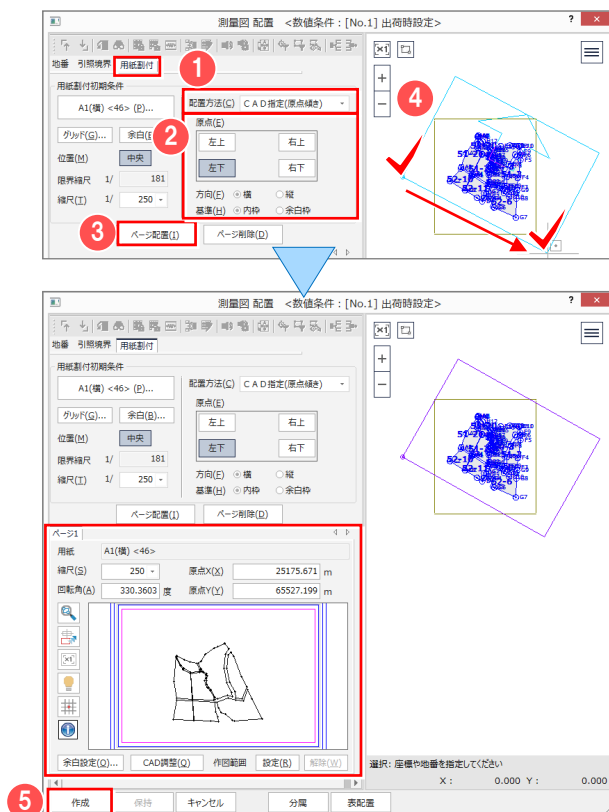 測量図 配置 <数値条件：[No.1] 出荷時設定>
? ×
地番 引照境界 用紙割付
1
用紙割付初期条件
A1(横) <46> (P)...
配置方法(C) ＣＡＤ指定(原点傾き)
グリッド(G)...
2
原点(E)
左上 右上
左下 右下
位置(M) 中央
限界縮尺 1/ 181
縮尺(T) 1/ 250
方向(F) 横 縦
基準(H) 内枠 余白枠
3
ページ配置(I) ページ削除(D)
4
G7
測量図 配置 <数値条件：[No.1] 出荷時設定>
? ×
地番 引照境界 用紙割付
用紙割付初期条件
A1(横) <46> (P)...
配置方法(C) ＣＡＤ指定(原点傾き)
グリッド(G)... 余白(B)...
原点(E)
左上 右上
左下 右下
位置(M) 中央
限界縮尺 1/ 181
縮尺(T) 1/ 250
方向(F) 横 縦
基準(H) 内枠 余白枠
ページ配置(I) ページ削除(D)
ページ1
用紙 A1(横) <46>
縮尺(S) 250 原点X(X) 25175.671 m
回転角(A) 330.3603 度 原点Y(Y) 65527.199 m
余白設定(O)... CAD調整(Q) 作図範囲 設定(R) 解除(W)
G7
選択: 座標や地番を指定してください
X : 0.000 Y : 0.000
5
作成 保持 キャンセル 分属 表配置